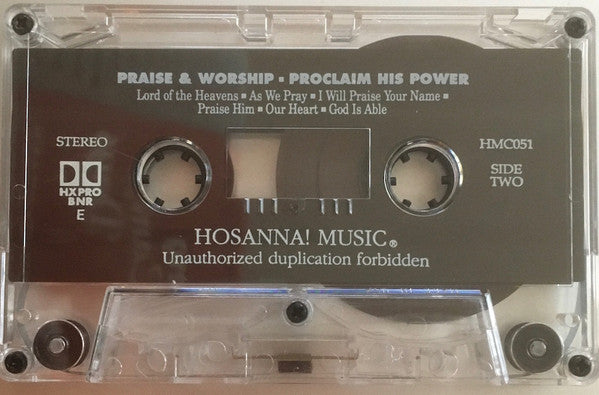 PRAISE & WORSHIP ▪ PROCLAIM HIS POWER
Lord of the Heavens ▪ As We Pray ▪ I Will Praise Your Name ▪
Praise Him ▪ Our Heart ▪ God Is Able
STEREO
HX PRO
B NR
E
HMC051
SIDE
TWO
HOSANNA! MUSIC®
Unauthorized duplication forbidden